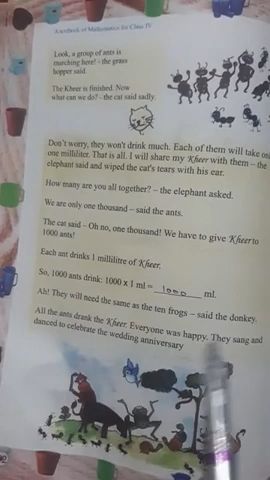 A textbook of Mathematics for Class IV
Look, a group of ants is
marching here! - the grass
hopper said.
The Kheer is finished. Now
what can we do? - the cat said sadly.
Don't worry, they won't drink much. Each of them will take
one milliliter. That is all. I will share my Kheer with them - the
elephant said and wiped the cat's tears with his ear.
How many are you all together? – the elephant asked.
We are only one thousand – said the ants.
The cat said – Oh no, one thousand! We have to give Kheer to
1000 ants!
Each ant drinks 1 millilitre of Kheer.
So, 1000 ants drink: 1000 x 1 ml = 1000 ml.
Ah! They will need the same as the ten frogs – said the donkey.
All the ants drank the Kheer. Everyone was happy. They sang and
danced to celebrate the wedding anniversary